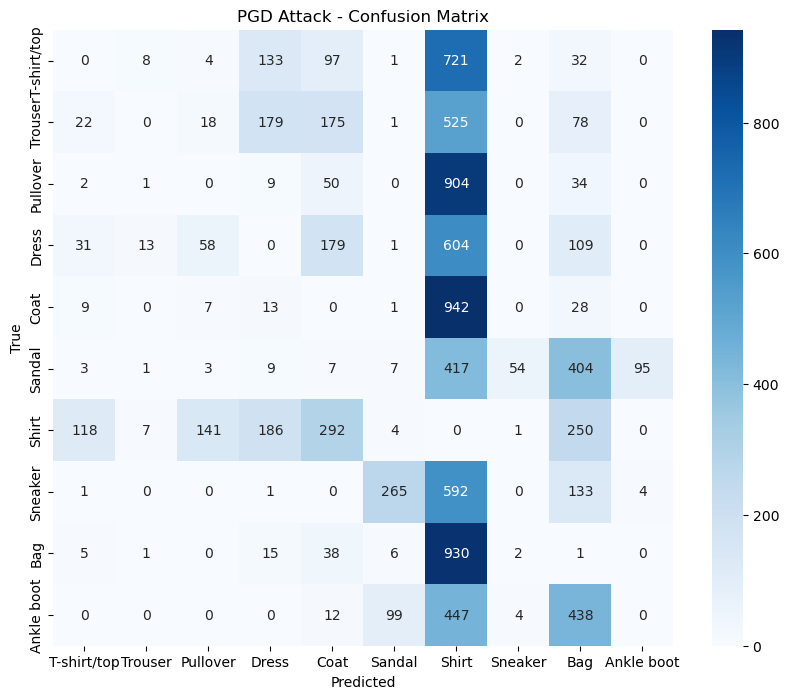 PGD Attack - Confusion Matrix
T-shirt/top 0 8 4 133 97 1 721 2 32 0
Trouser 22 0 18 179 175 1 525 0 78 0
Pullover 2 1 0 9 50 0 904 0 34 0
Dress 31 13 58 0 179 1 604 0 109 0
Coat 9 0 7 13 0 1 942 0 28 0
Sandal 3 1 3 9 7 7 417 54 404 95
Shirt 118 7 141 186 292 4 0 1 250 0
Sneaker 1 0 0 1 0 265 592 0 133 4
Bag 5 1 0 15 38 6 930 2 1 0
Ankle boot 0 0 0 0 12 99 447 4 438 0
T-shirt/top Trouser Pullover Dress Coat Sandal Shirt Sneaker Bag Ankle boot
Predicted
True
800
600
400
200
0